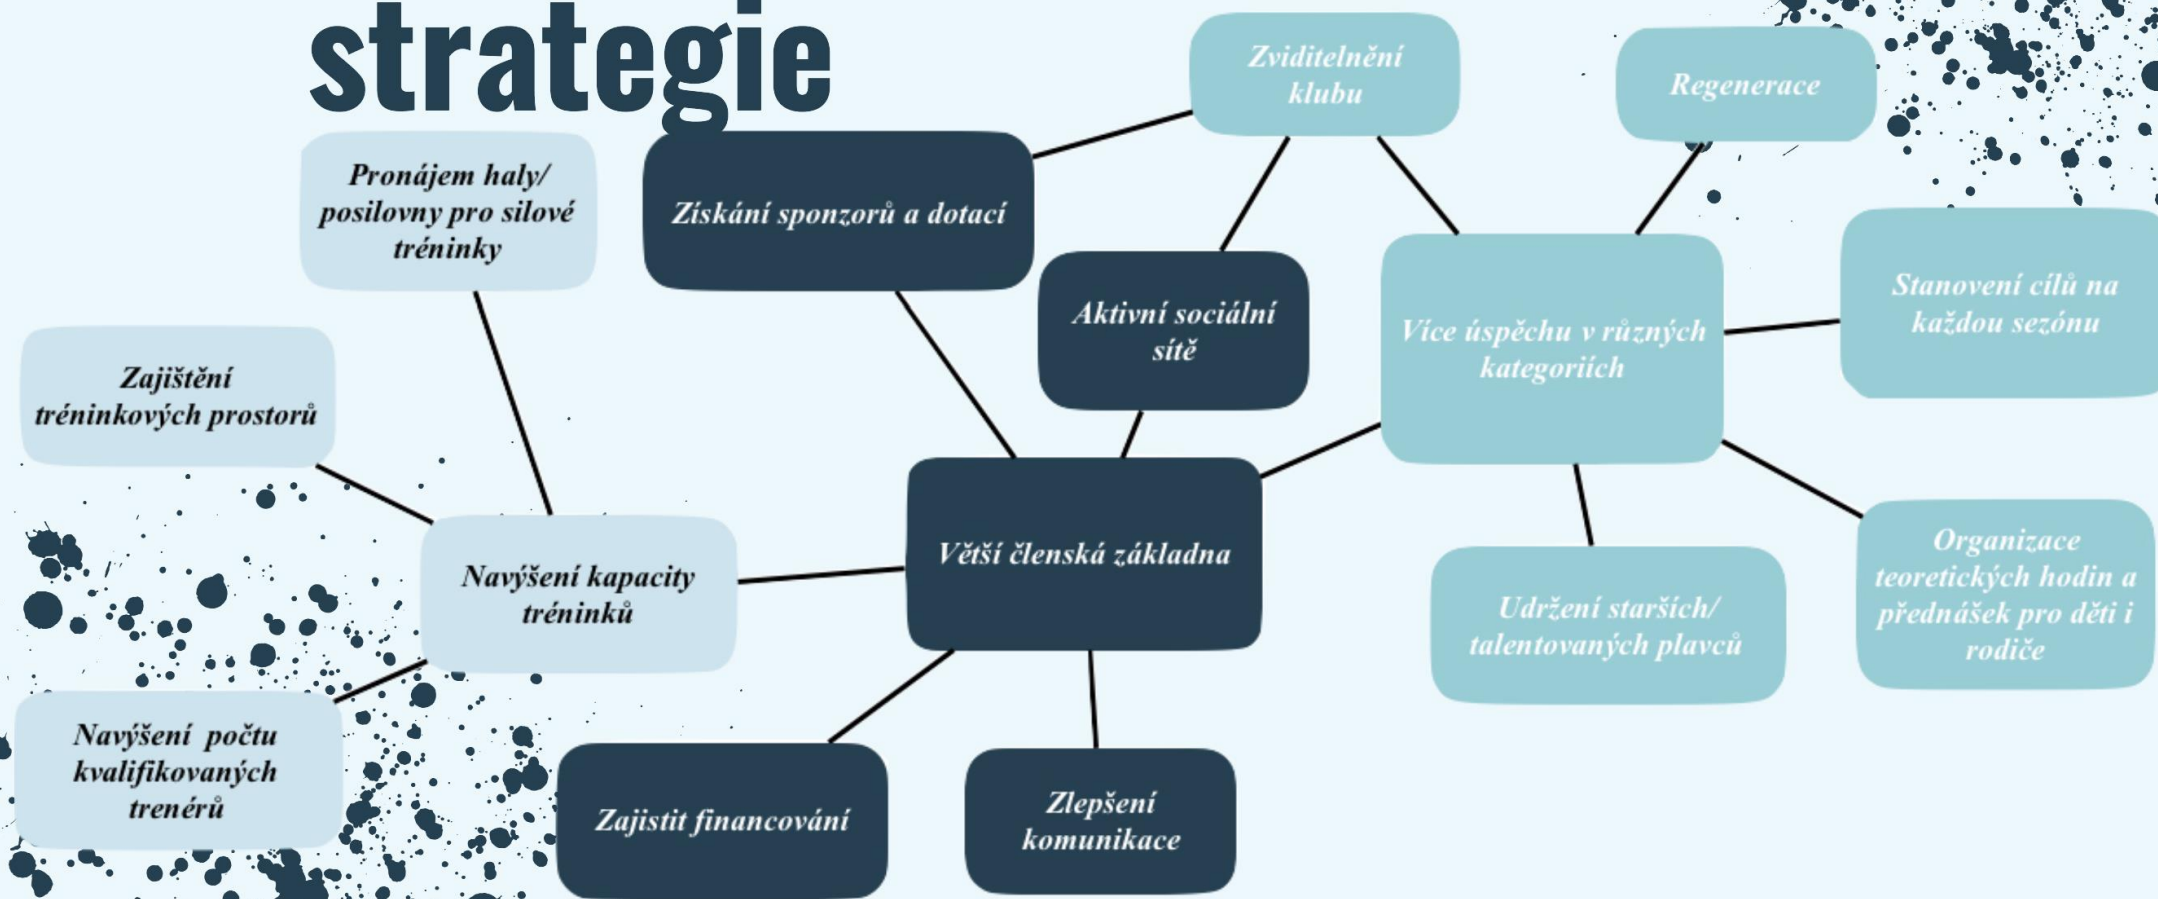 strategie
Zviditelnění
klubu
Regenerace
Pronájem haly/
posilovny pro silové
tréninky
Získání sponzorů a dotací
Aktivní sociální
sítě
Více úspěchu v různých
kategoriích
Stanovení cílů na
každou sezónu
Zajištění
tréninkových prostorů
Navýšení kapacity
tréninků
Větší členská základna
Udržení starších/
talentovaných plavců
Organizace
teoretických hodin a
přednášek pro děti i
rodiče
Navýšení  počtu
kvalifikovaných
trenérů
Zajistit financování
Zlepšení
komunikace